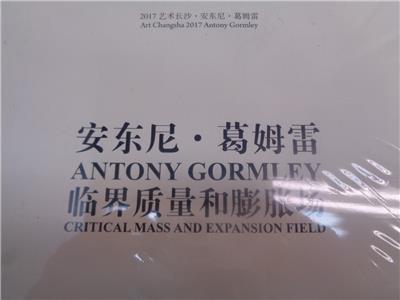 2017 艺术长沙·安东尼·葛姆雷
Art Changsha 2017 Antony Gormley
安东尼·葛姆雷
ANTONY GORMLEY
临界质量和膨胀场
CRITICAL MASS AND EXPANSION FIELD